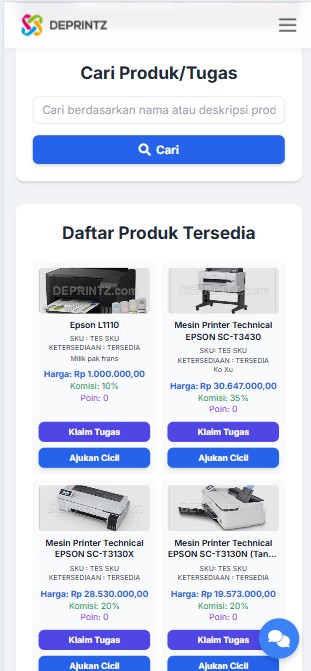 DEPRINTZ
Cari Produk/Tugas
Cari berdasarkan nama atau deskripsi prod
Cari
Daftar Produk Tersedia
DEPRINTZ.com
Epson L1110
SKU : TES SKU
KETERSEDIAAN : TERSEDIA
Milik pak frans
Harga: Rp 1.000.000,00
Komisi: 10%
Poin: 0
Klaim Tugas
Ajukan Cicil
Mesin Printer Technical
EPSON SC-T3430
SKU: TES SKU
KETERSEDIAAN : TERSEDIA
Ko Xu
Harga: Rp 30.647.000,00
Komisi: 35%
Poin: 0
Klaim Tugas
Ajukan Cicil
Mesin Printer Technical
EPSON SC-T3130X
SKU : TES SKU
KETERSEDIAAN : TERSEDIA
Harga: Rp 28.530.000,00
Komisi: 20%
Poin: 0
Klaim Tugas
Ajukan Cicil
Mesin Printer Technical
EPSON SC-T3130N (Tan...
SKU : TES SKU
KETERSEDIAAN : TERSEDIA
Harga: Rp 19.573.000,00
Komisi: 20%
Poin: 0
Klaim Tugas
Ajukan Cicil